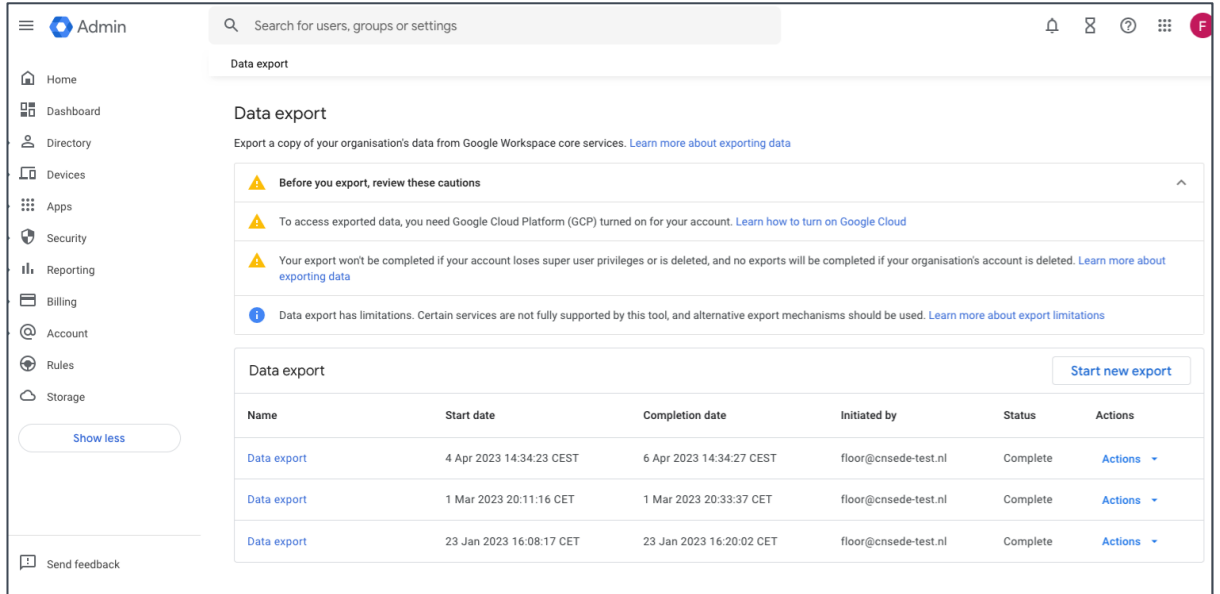 Admin
Search for users, groups or settings
F
Data export
Home
Dashboard
Directory
Devices
Apps
Security
Reporting
Billing
Account
Rules
Storage
Show less
Send feedback
Data export
Export a copy of your organisation's data from Google Workspace core services. Learn more about exporting data
Before you export, review these cautions
To access exported data, you need Google Cloud Platform (GCP) turned on for your account. Learn how to turn on Google Cloud
Your export won't be completed if your account loses super user privileges or is deleted, and no exports will be completed if your organisation's account is deleted. Learn more about
exporting data
Data export has limitations. Certain services are not fully supported by this tool, and alternative export mechanisms should be used. Learn more about export limitations
Data export Start new export
Name Start date Completion date Initiated by Status Actions
Data export 4 Apr 2023 14:34:23 CEST 6 Apr 2023 14:34:27 CEST floor@cnsede-test.nl Complete Actions
Data export 1 Mar 2023 20:11:16 CET 1 Mar 2023 20:33:37 CET floor@cnsede-test.nl Complete Actions
Data export 23 Jan 2023 16:08:17 CET 23 Jan 2023 16:20:02 CET floor@cnsede-test.nl Complete Actions